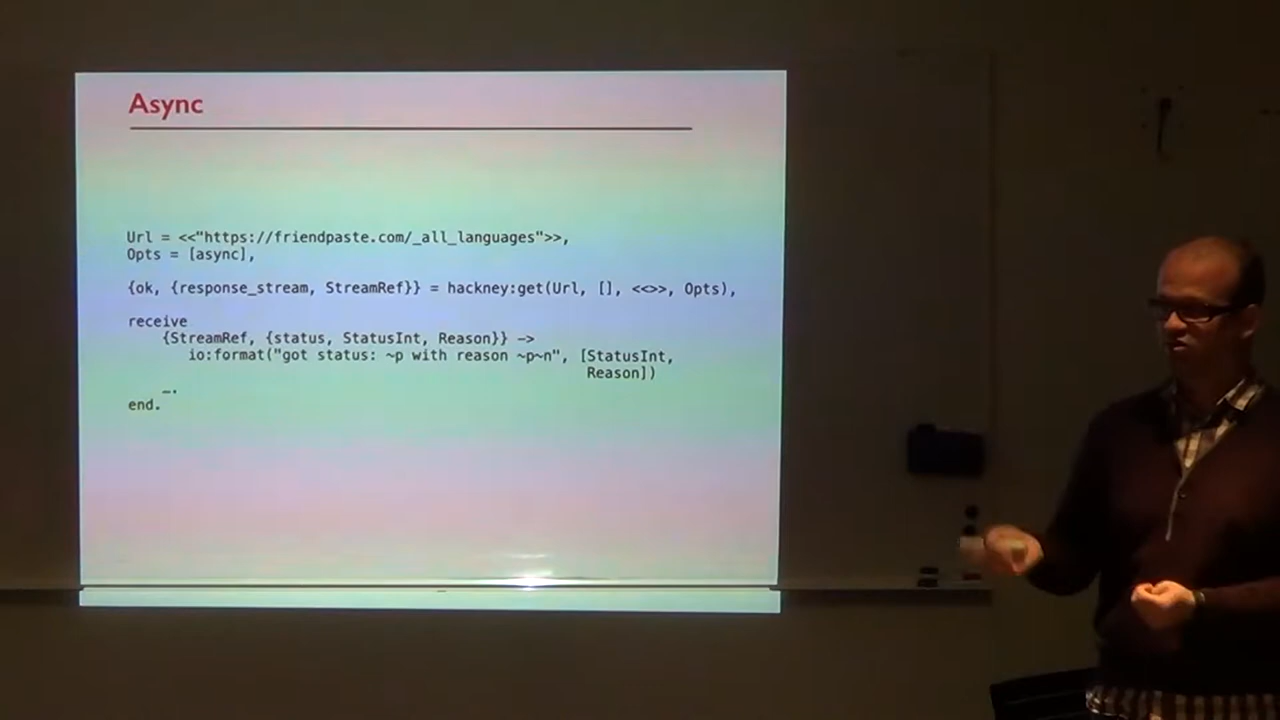 Async
Url = <<"https://friendpaste.com/_all_languages">>,
Opts = [async],
{ok, {response_stream, StreamRef}} = hackney:get(Url, [], <<>>, Opts),
receive
{StreamRef, {status, StatusInt, Reason}} ->
io:format("got status: ~p with reason ~p~n", [StatusInt,
Reason])
….
end.